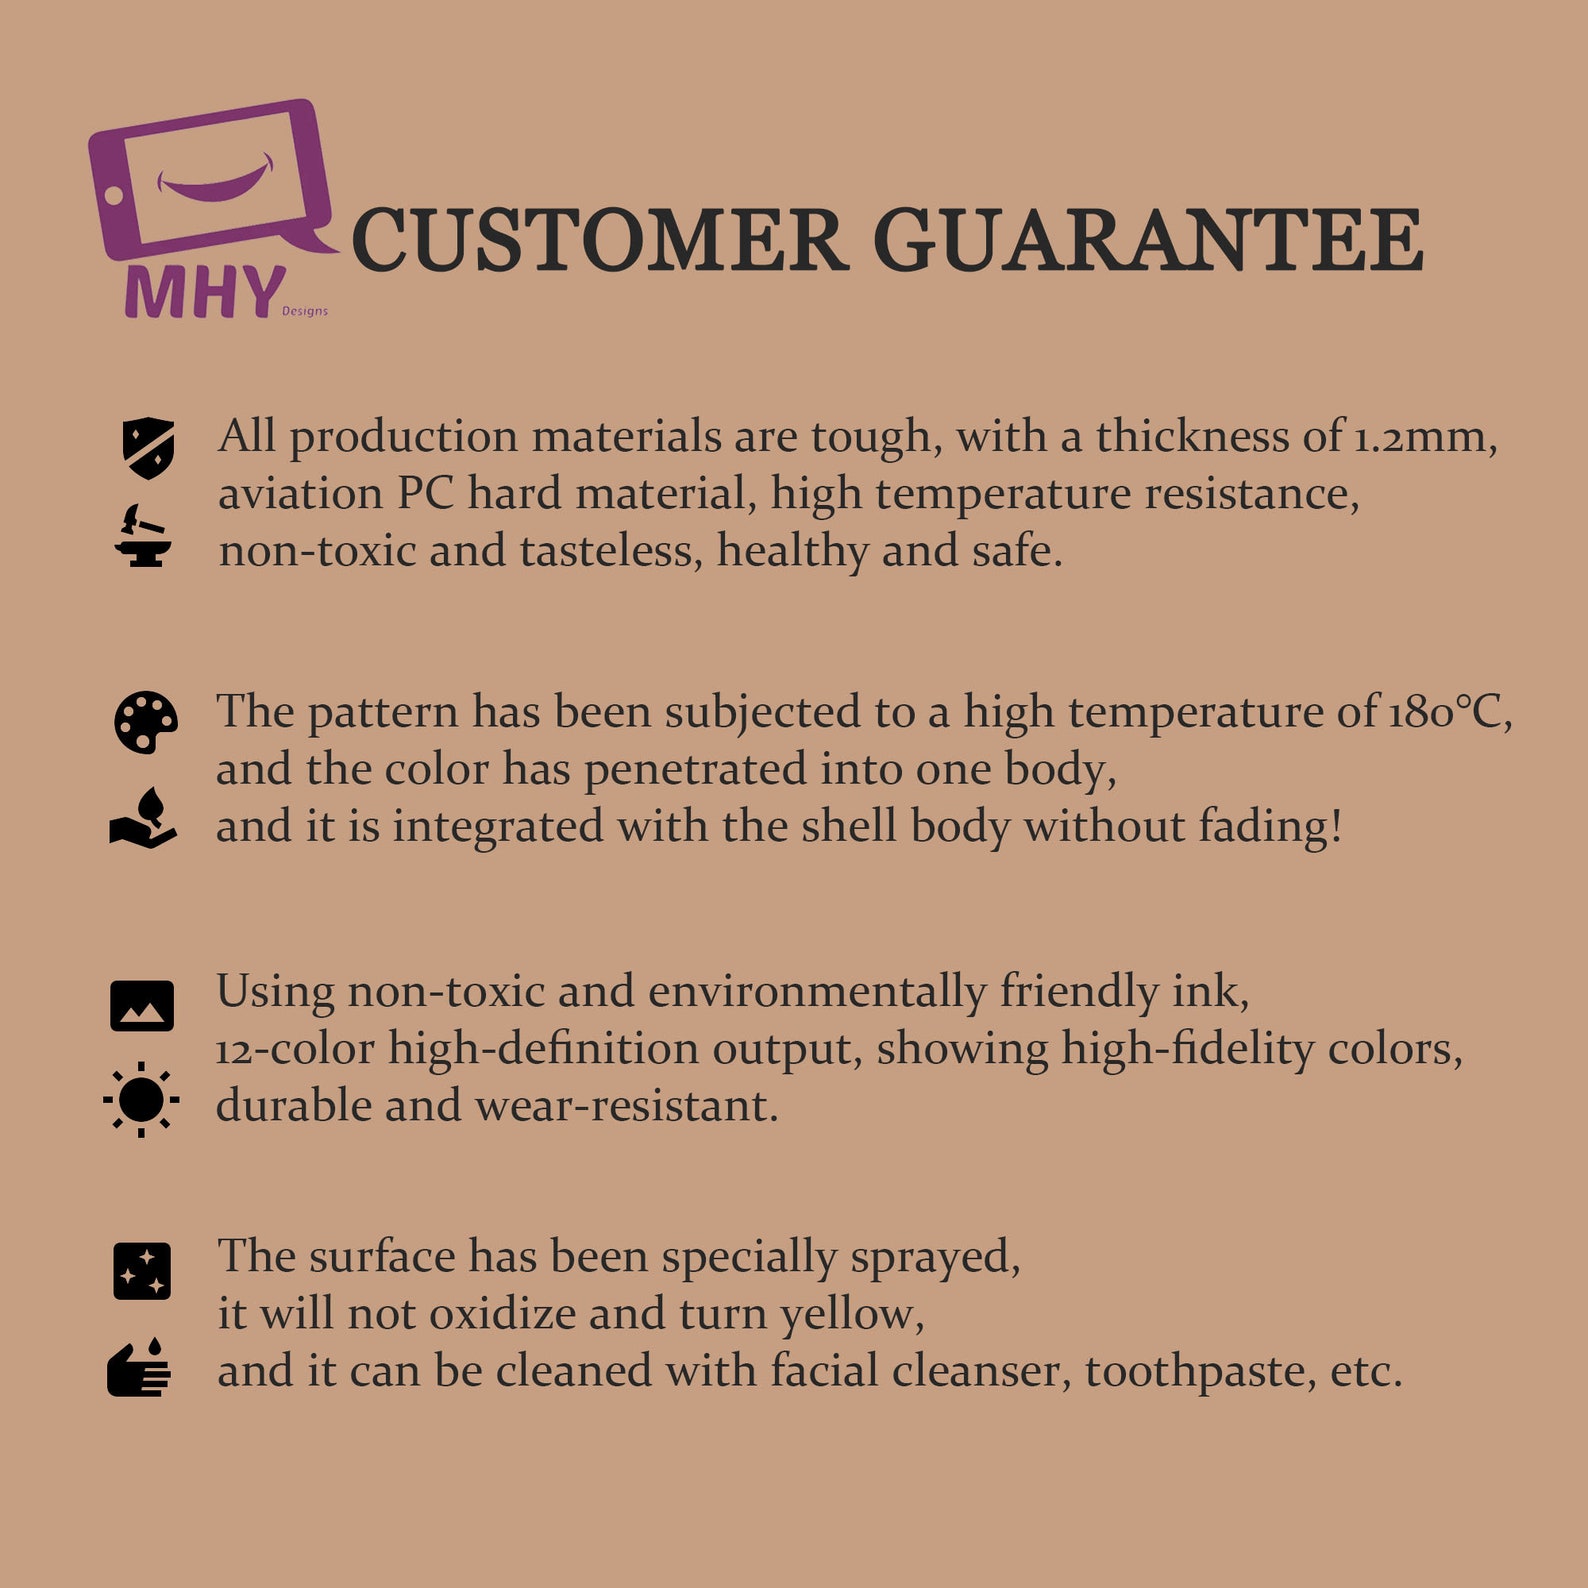 MHY
Designs
CUSTOMER GUARANTEE
All production materials are tough, with a thickness of 1.2mm,
aviation PC hard material, high temperature resistance,
non-toxic and tasteless, healthy and safe.
The pattern has been subjected to a high temperature of 180°C,
and the color has penetrated into one body,
and it is integrated with the shell body without fading!
Using non-toxic and environmentally friendly ink,
12-color high-definition output, showing high-fidelity colors,
durable and wear-resistant.
The surface has been specially sprayed,
it will not oxidize and turn yellow,
and it can be cleaned with facial cleanser, toothpaste, etc.